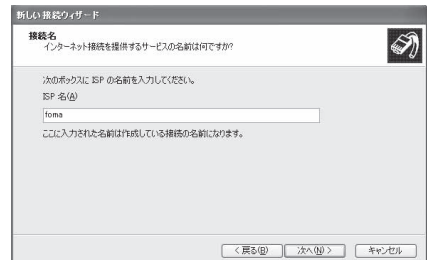 新しい接続ウィザード
接続名
インターネット接続を提供するサービスの名前は何ですか?
次のボックスに ISP の名前を入力してください。
ISP 名(A)
foma
ここに入力された名前は作成している接続の名前になります。
< 戻る(B)
次へ(N) >
キャンセル